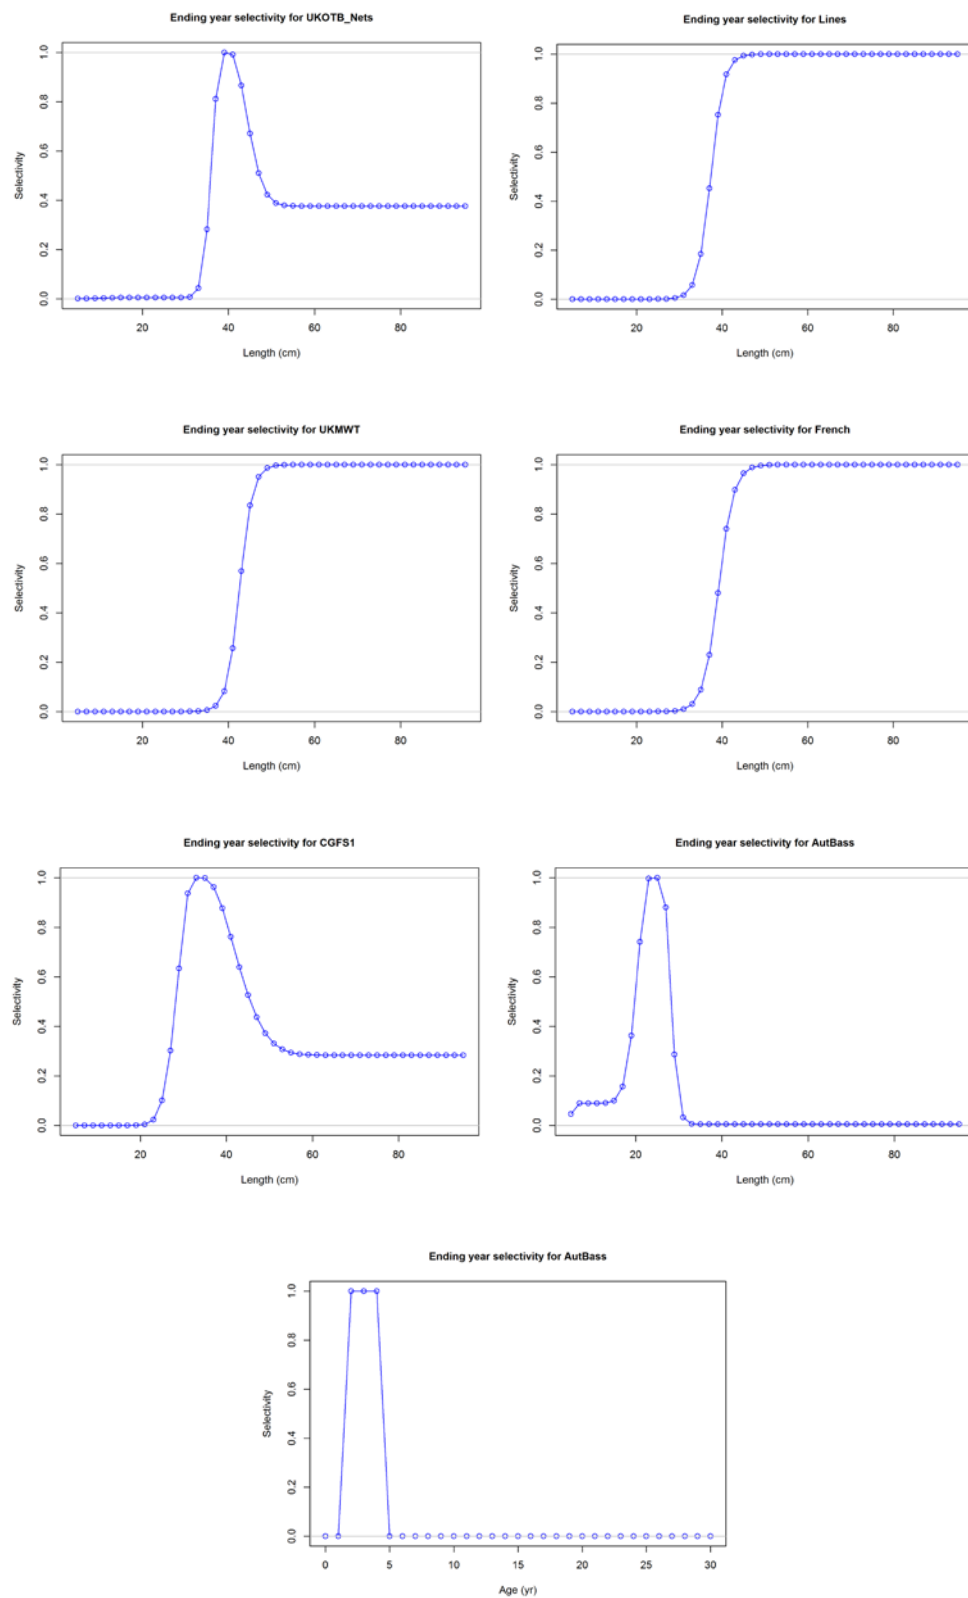 Ending year selectivity for UKOTB_Nets
Selectivity
0.0 0.2 0.4 0.6 0.8 1.0
20 40 60 80
Length (cm)
Ending year selectivity for Lines
Selectivity
0.0 0.2 0.4 0.6 0.8 1.0
20 40 60 80
Length (cm)
Ending year selectivity for UKMWT
Selectivity
0.0 0.2 0.4 0.6 0.8 1.0
20 40 60 80
Length (cm)
Ending year selectivity for French
Selectivity
0.0 0.2 0.4 0.6 0.8 1.0
20 40 60 80
Length (cm)
Ending year selectivity for CGFS1
Selectivity
0.0 0.2 0.4 0.6 0.8 1.0
20 40 60 80
Length (cm)
Ending year selectivity for AutBass
Selectivity
0.0 0.2 0.4 0.6 0.8 1.0
20 40 60 80
Length (cm)
Ending year selectivity for AutBass
Selectivity
0.0 0.2 0.4 0.6 0.8 1.0
0 5 10 15 20 25 30
Age (yr)